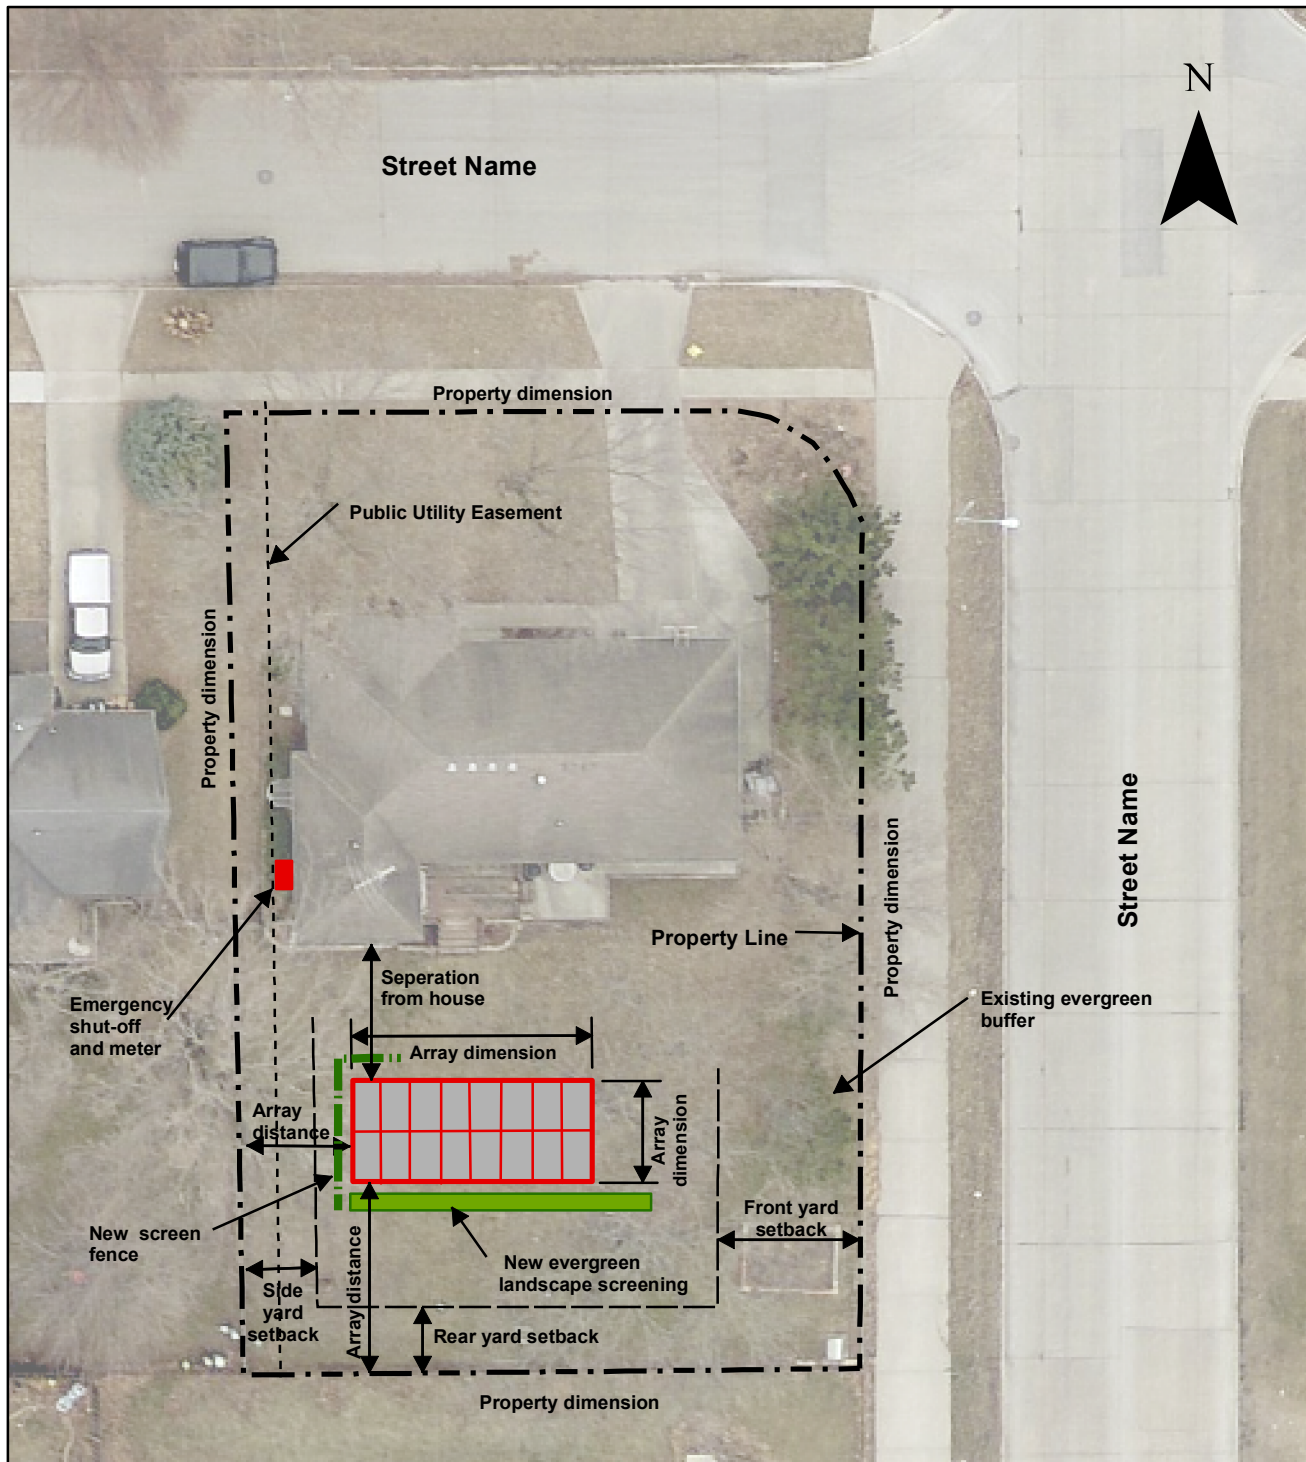 N
Street Name
Property dimension
Public Utility Easement
Property dimension
Street Name
Property dimension
Property Line
Seperation
from house
Emergency
shut-off
and meter
Existing evergreen
buffer
Array dimension
Array
distance
Array
dimension
New screen
fence
Front yard
setback
New evergreen
landscape screening
Side
yard
setback
Array distance
Rear yard setback
Property dimension